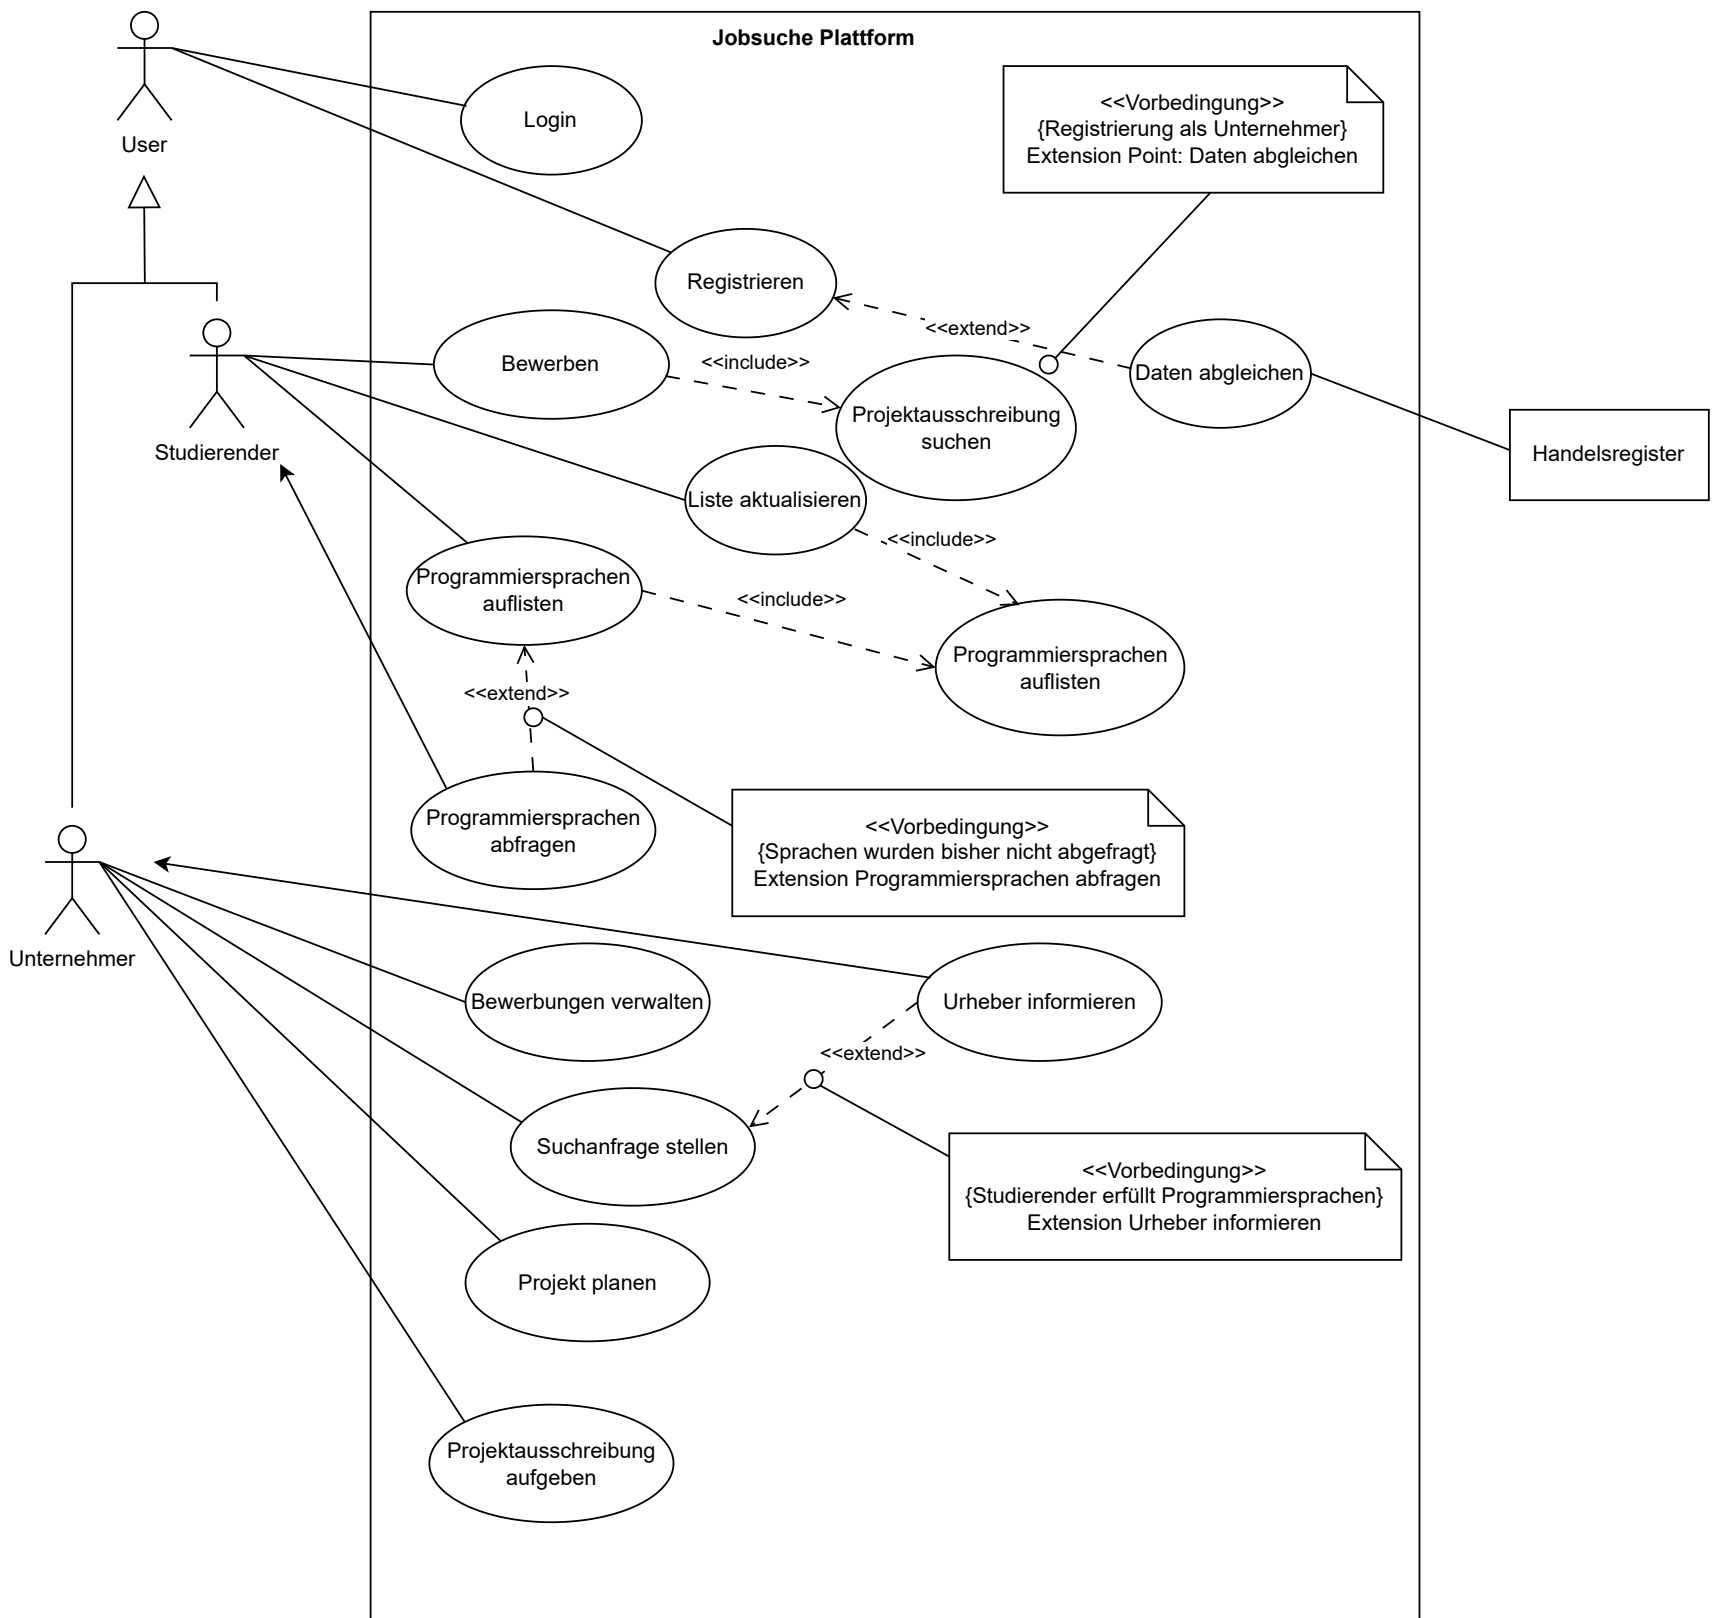 Jobsuche Plattform
User
Login
<<Vorbedingung>>
{Registrierung als Unternehmer}
Extension Point: Daten abgleichen
Registrieren
<<extend>>
Bewerben
<<include>>
Daten abgleichen
Projektausschreibung
suchen
Studierender
Handelsregister
Liste aktualisieren
<<include>>
Programmiersprachen
auflisten
<<include>>
Programmiersprachen
auflisten
<<extend>>
Programmiersprachen
abfragen
<<Vorbedingung>>
{Sprachen wurden bisher nicht abgefragt}
Extension Programmiersprachen abfragen
Unternehmer
Bewerbungen verwalten
Urheber informieren
<<extend>>
Suchanfrage stellen
<<Vorbedingung>>
{Studierender erfüllt Programmiersprachen}
Extension Urheber informieren
Projekt planen
Projektausschreibung
aufgeben